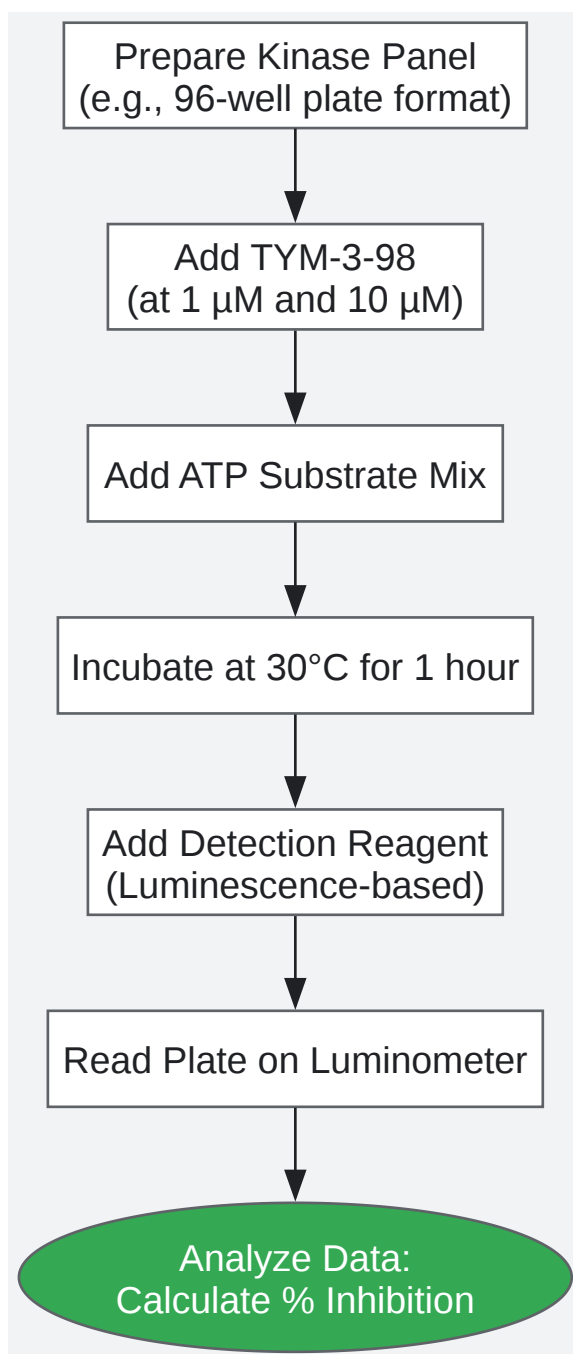 Prepare Kinase Panel
(e.g., 96-well plate format)
Add TYM-3-98
(at 1 µM and 10 µM)
Add ATP Substrate Mix
Incubate at 30°C for 1 hour
Add Detection Reagent
(Luminescence-based)
Read Plate on Luminometer
Analyze Data:
Calculate % Inhibition